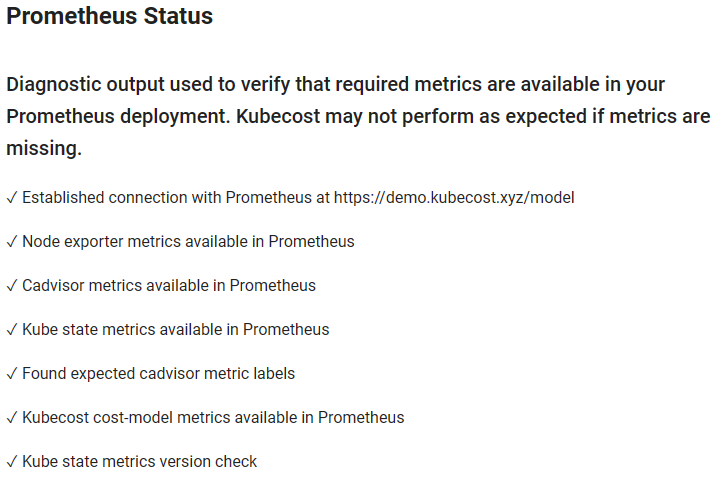 Prometheus Status
Diagnostic output used to verify that required metrics are available in your
Prometheus deployment. Kubecost may not perform as expected if metrics are
missing.
✓ Established connection with Prometheus at https://demo.kubecost.xyz/model
✓ Node exporter metrics available in Prometheus
✓ Cadvisor metrics available in Prometheus
✓ Kube state metrics available in Prometheus
✓ Found expected cadvisor metric labels
✓ Kubecost cost-model metrics available in Prometheus
✓ Kube state metrics version check